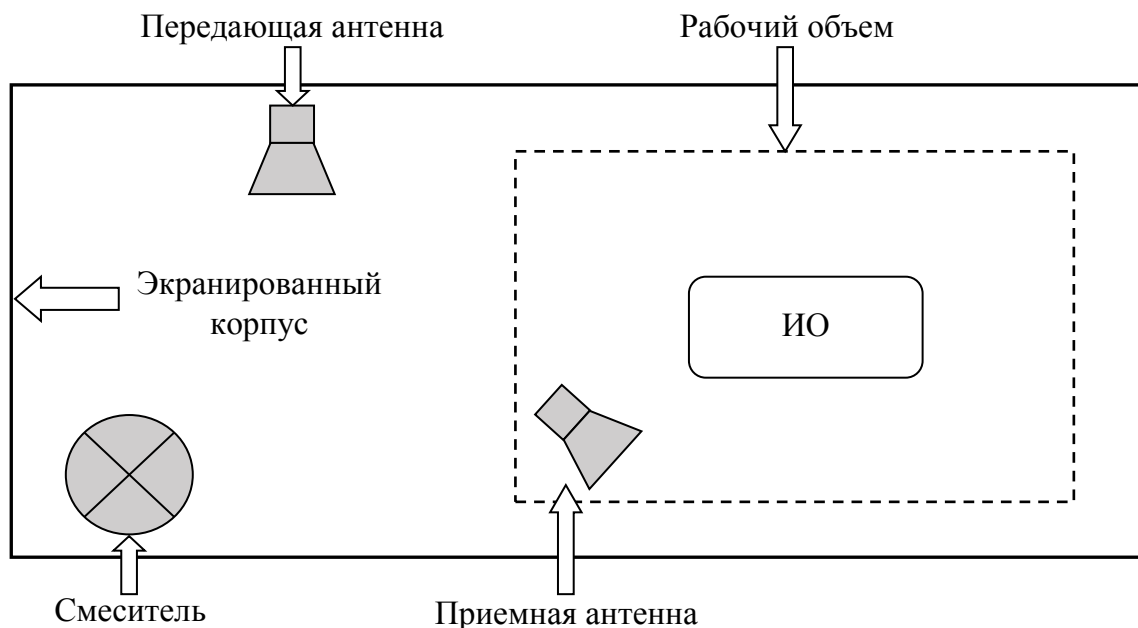 Передающая антенна
Рабочий объем
Экранированный
корпус
ИО
Смеситель
Приемная антенна